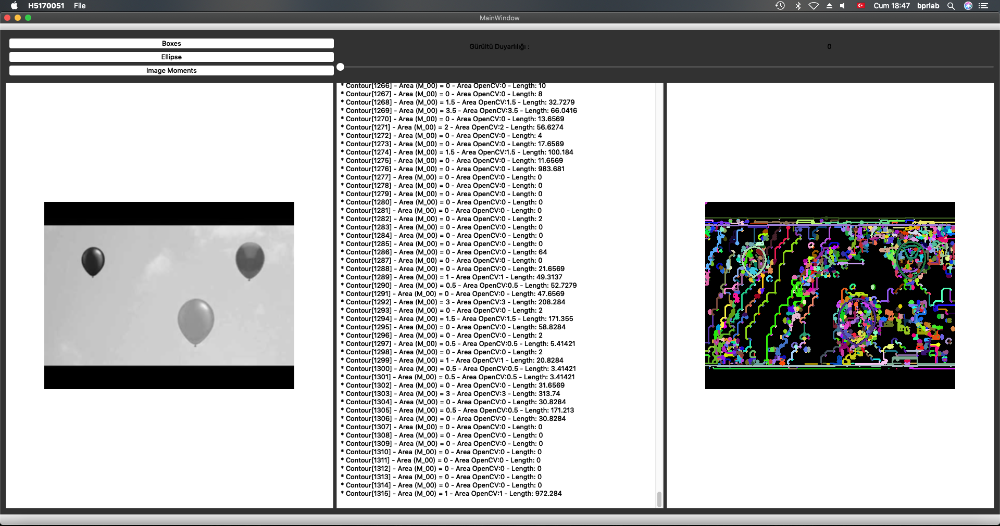 H5170051 File Cum 18:47 bprlab
MainWindow
Boxes
Ellipse
Image Moments
Gürültü Duyarlılığı : 0
* Contour[1266] - Area (M_00) = 0 - Area OpenCV:0 - Length: 10
* Contour[1267] - Area (M_00) = 0 - Area OpenCV:0 - Length: 8
* Contour[1268] - Area (M_00) = 1.5 - Area OpenCV:1.5 - Length: 32.7279
* Contour[1269] - Area (M_00) = 3.5 - Area OpenCV:3.5 - Length: 66.0416
* Contour[1270] - Area (M_00) = 0 - Area OpenCV:0 - Length: 13.6569
* Contour[1271] - Area (M_00) = 2 - Area OpenCV:2 - Length: 56.6274
* Contour[1272] - Area (M_00) = 0 - Area OpenCV:0 - Length: 4
* Contour[1273] - Area (M_00) = 0 - Area OpenCV:0 - Length: 17.6569
* Contour[1274] - Area (M_00) = 1.5 - Area OpenCV:1.5 - Length: 100.184
* Contour[1275] - Area (M_00) = 0 - Area OpenCV:0 - Length: 11.6569
* Contour[1276] - Area (M_00) = 0 - Area OpenCV:0 - Length: 983.681
* Contour[1277] - Area (M_00) = 0 - Area OpenCV:0 - Length: 0
* Contour[1278] - Area (M_00) = 0 - Area OpenCV:0 - Length: 0
* Contour[1279] - Area (M_00) = 0 - Area OpenCV:0 - Length: 0
* Contour[1280] - Area (M_00) = 0 - Area OpenCV:0 - Length: 0
* Contour[1281] - Area (M_00) = 0 - Area OpenCV:0 - Length: 0
* Contour[1282] - Area (M_00) = 0 - Area OpenCV:0 - Length: 2
* Contour[1283] - Area (M_00) = 0 - Area OpenCV:0 - Length: 0
* Contour[1284] - Area (M_00) = 0 - Area OpenCV:0 - Length: 0
* Contour[1285] - Area (M_00) = 0 - Area OpenCV:0 - Length: 0
* Contour[1286] - Area (M_00) = 0 - Area OpenCV:0 - Length: 64
* Contour[1287] - Area (M_00) = 0 - Area OpenCV:0 - Length: 0
* Contour[1288] - Area (M_00) = 0 - Area OpenCV:0 - Length: 21.6569
* Contour[1289] - Area (M_00) = 1 - Area OpenCV:1 - Length: 49.3137
* Contour[1290] - Area (M_00) = 0.5 - Area OpenCV:0.5 - Length: 52.7279
* Contour[1291] - Area (M_00) = 0 - Area OpenCV:0 - Length: 47.6569
* Contour[1292] - Area (M_00) = 3 - Area OpenCV:3 - Length: 208.284
* Contour[1293] - Area (M_00) = 0 - Area OpenCV:0 - Length: 2
* Contour[1294] - Area (M_00) = 1.5 - Area OpenCV:1.5 - Length: 171.355
* Contour[1295] - Area (M_00) = 0 - Area OpenCV:0 - Length: 58.8284
* Contour[1296] - Area (M_00) = 0 - Area OpenCV:0 - Length: 2
* Contour[1297] - Area (M_00) = 0.5 - Area OpenCV:0.5 - Length: 5.41421
* Contour[1298] - Area (M_00) = 0 - Area OpenCV:0 - Length: 2
* Contour[1299] - Area (M_00) = 1 - Area OpenCV:1 - Length: 20.8284
* Contour[1300] - Area (M_00) = 0.5 - Area OpenCV:0.5 - Length: 3.41421
* Contour[1301] - Area (M_00) = 0.5 - Area OpenCV:0.5 - Length: 3.41421
* Contour[1302] - Area (M_00) = 0 - Area OpenCV:0 - Length: 31.6569
* Contour[1303] - Area (M_00) = 3 - Area OpenCV:3 - Length: 313.74
* Contour[1304] - Area (M_00) = 0 - Area OpenCV:0 - Length: 30.8284
* Contour[1305] - Area (M_00) = 0.5 - Area OpenCV:0.5 - Length: 171.213
* Contour[1306] - Area (M_00) = 0 - Area OpenCV:0 - Length: 30.8284
* Contour[1307] - Area (M_00) = 0 - Area OpenCV:0 - Length: 0
* Contour[1308] - Area (M_00) = 0 - Area OpenCV:0 - Length: 0
* Contour[1309] - Area (M_00) = 0 - Area OpenCV:0 - Length: 0
* Contour[1310] - Area (M_00) = 0 - Area OpenCV:0 - Length: 0
* Contour[1311] - Area (M_00) = 0 - Area OpenCV:0 - Length: 0
* Contour[1312] - Area (M_00) = 0 - Area OpenCV:0 - Length: 0
* Contour[1313] - Area (M_00) = 0 - Area OpenCV:0 - Length: 0
* Contour[1314] - Area (M_00) = 0 - Area OpenCV:0 - Length: 0
* Contour[1315] - Area (M_00) = 1 - Area OpenCV:1 - Length: 972.284